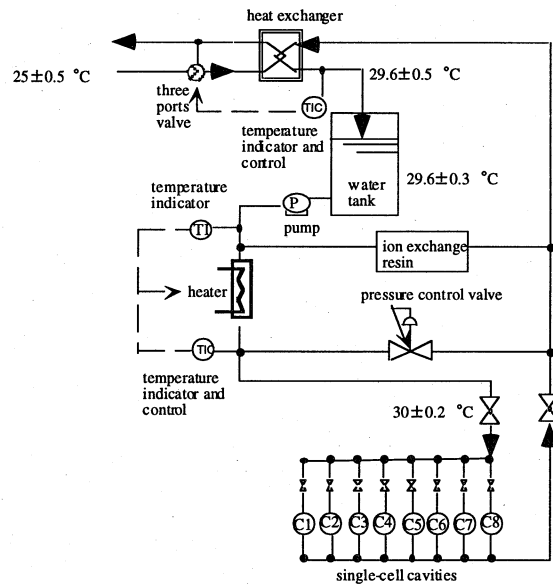 heat exchanger
25±0.5 °C
29.6±0.5 °C
three
ports
valve
TIC
temperature
indicator and
control
water
tank
29.6±0.3 °C
temperature
indicator
P
pump
TI
ion exchange
resin
heater
pressure control valve
TIC
temperature
indicator and
control
30±0.2 °C
C1 C2 C3 C4 C5 C6 C7 C8
single-cell cavities